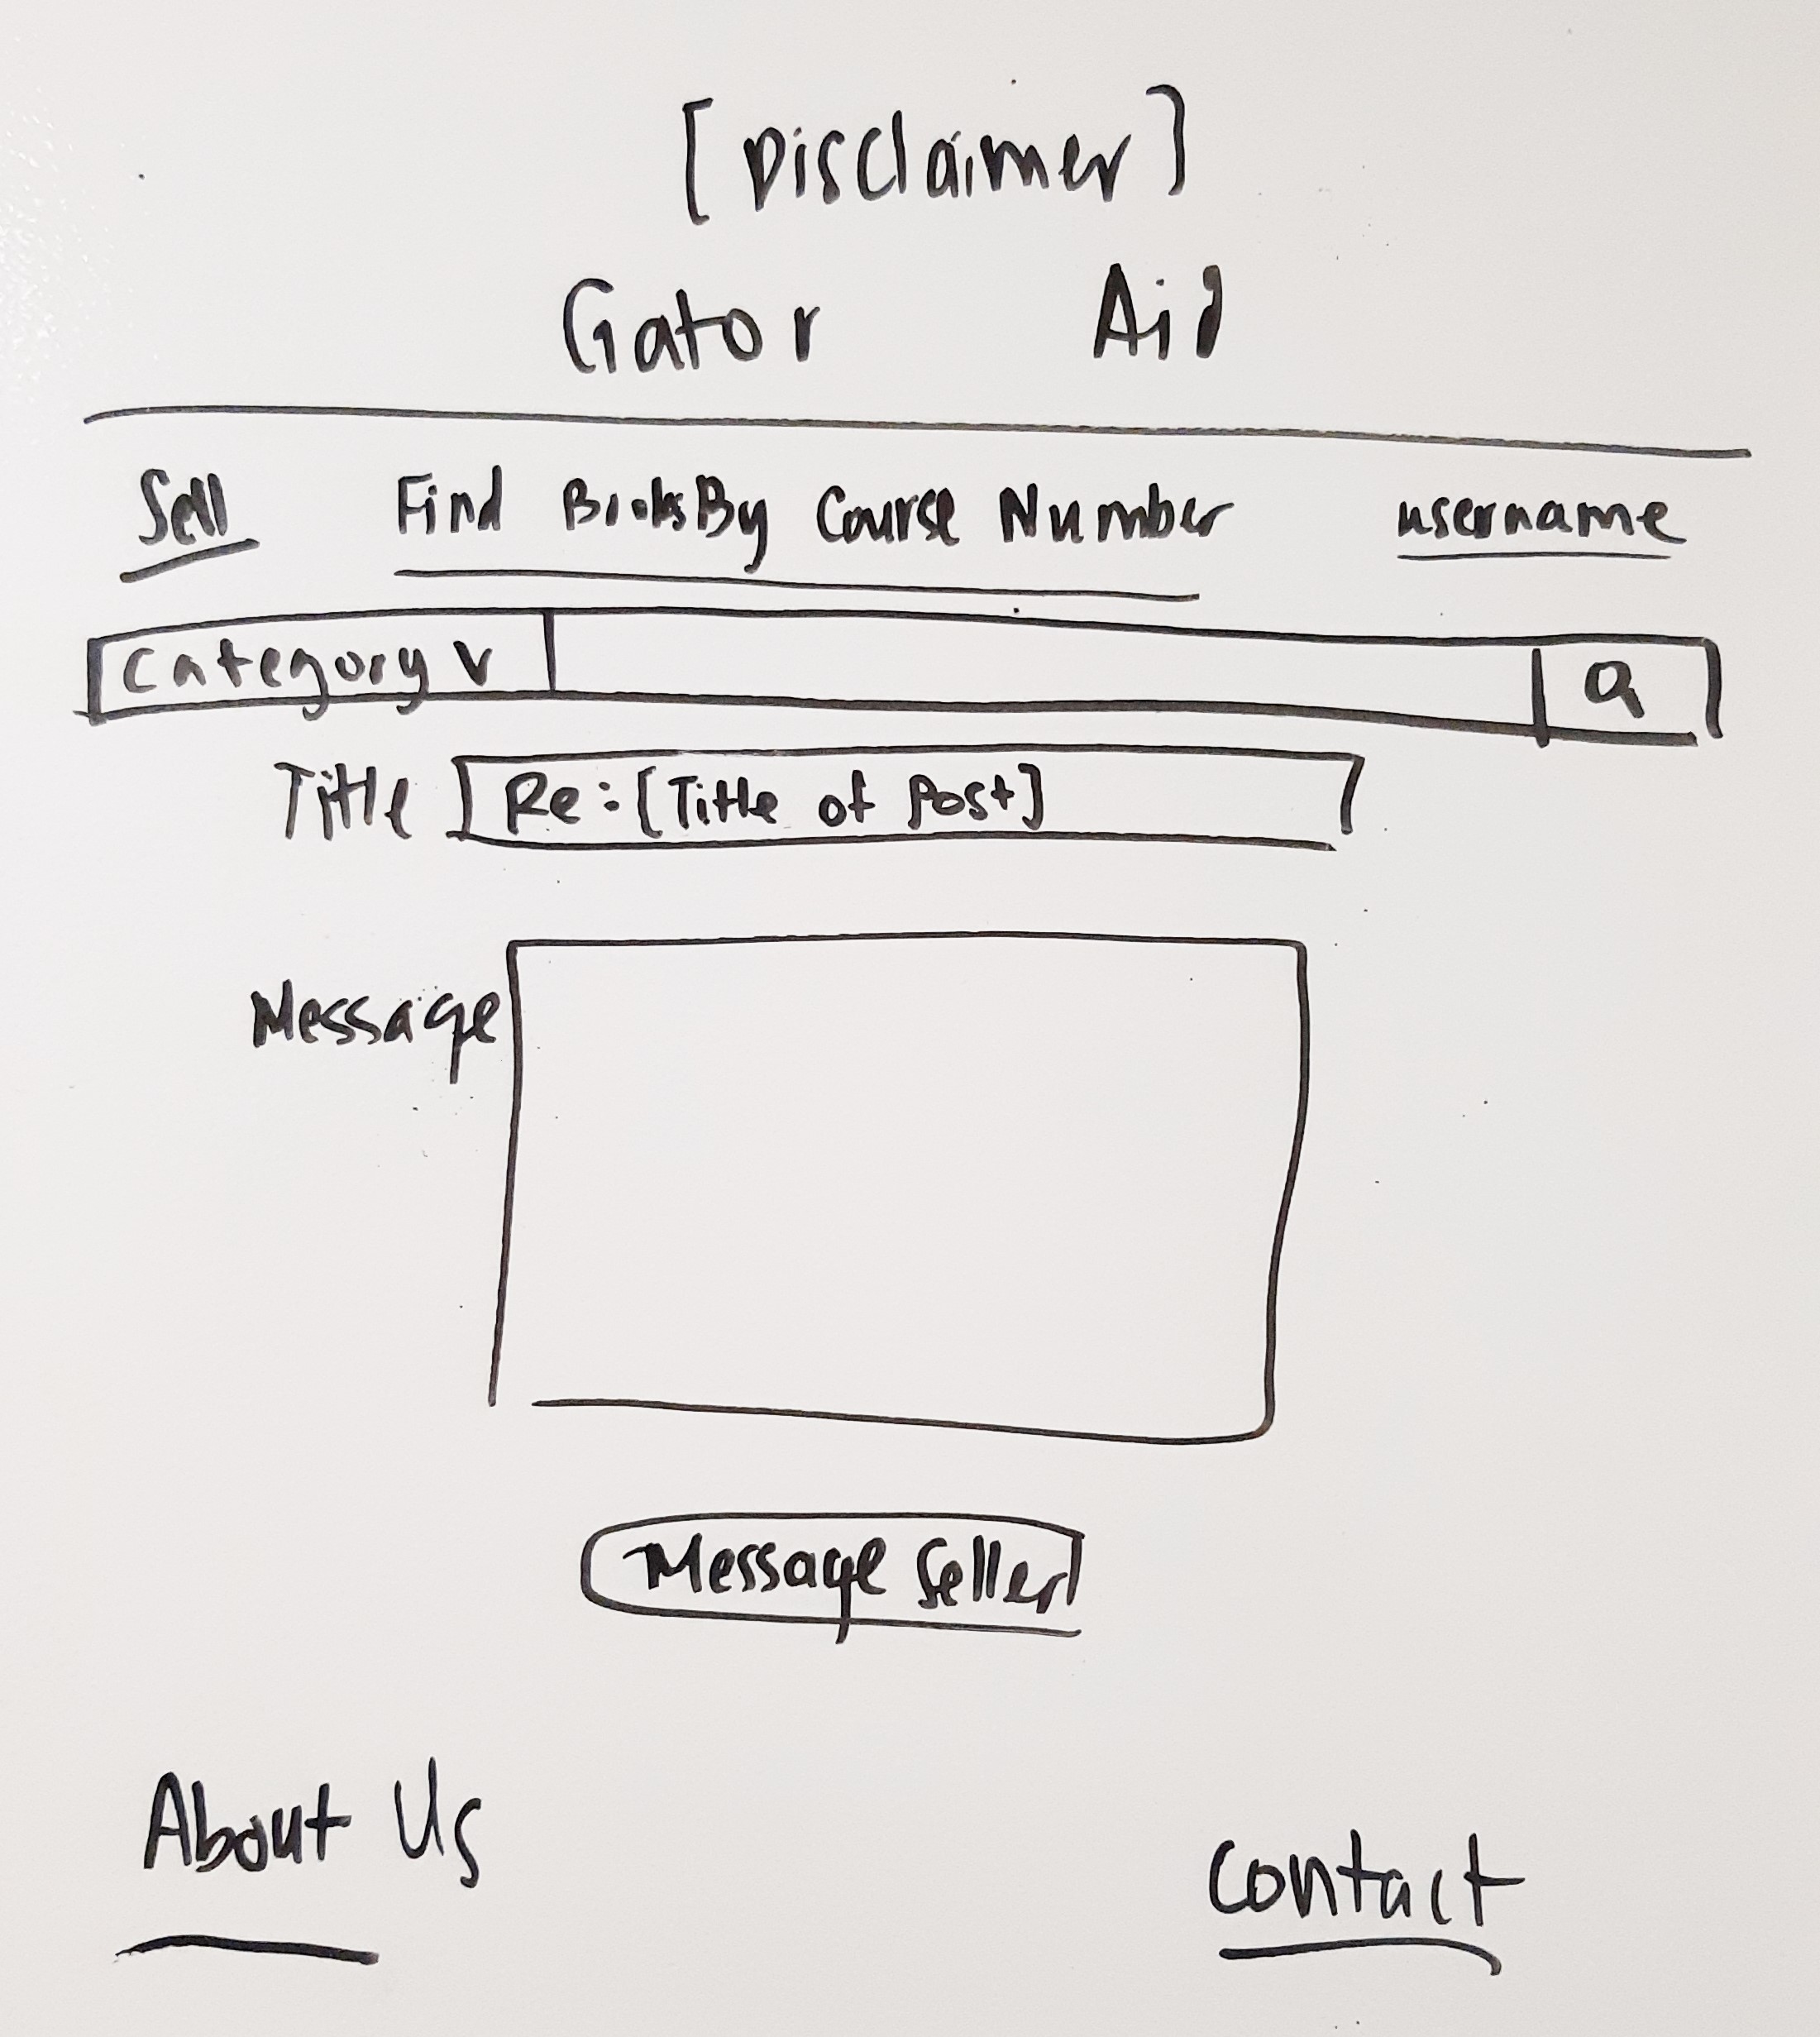 [Disclaimer]
Gator Aid
Sell Find Books By Course Number username
Category v
Title Re: [Title of Post]
Message
Message Seller
About Us Contact